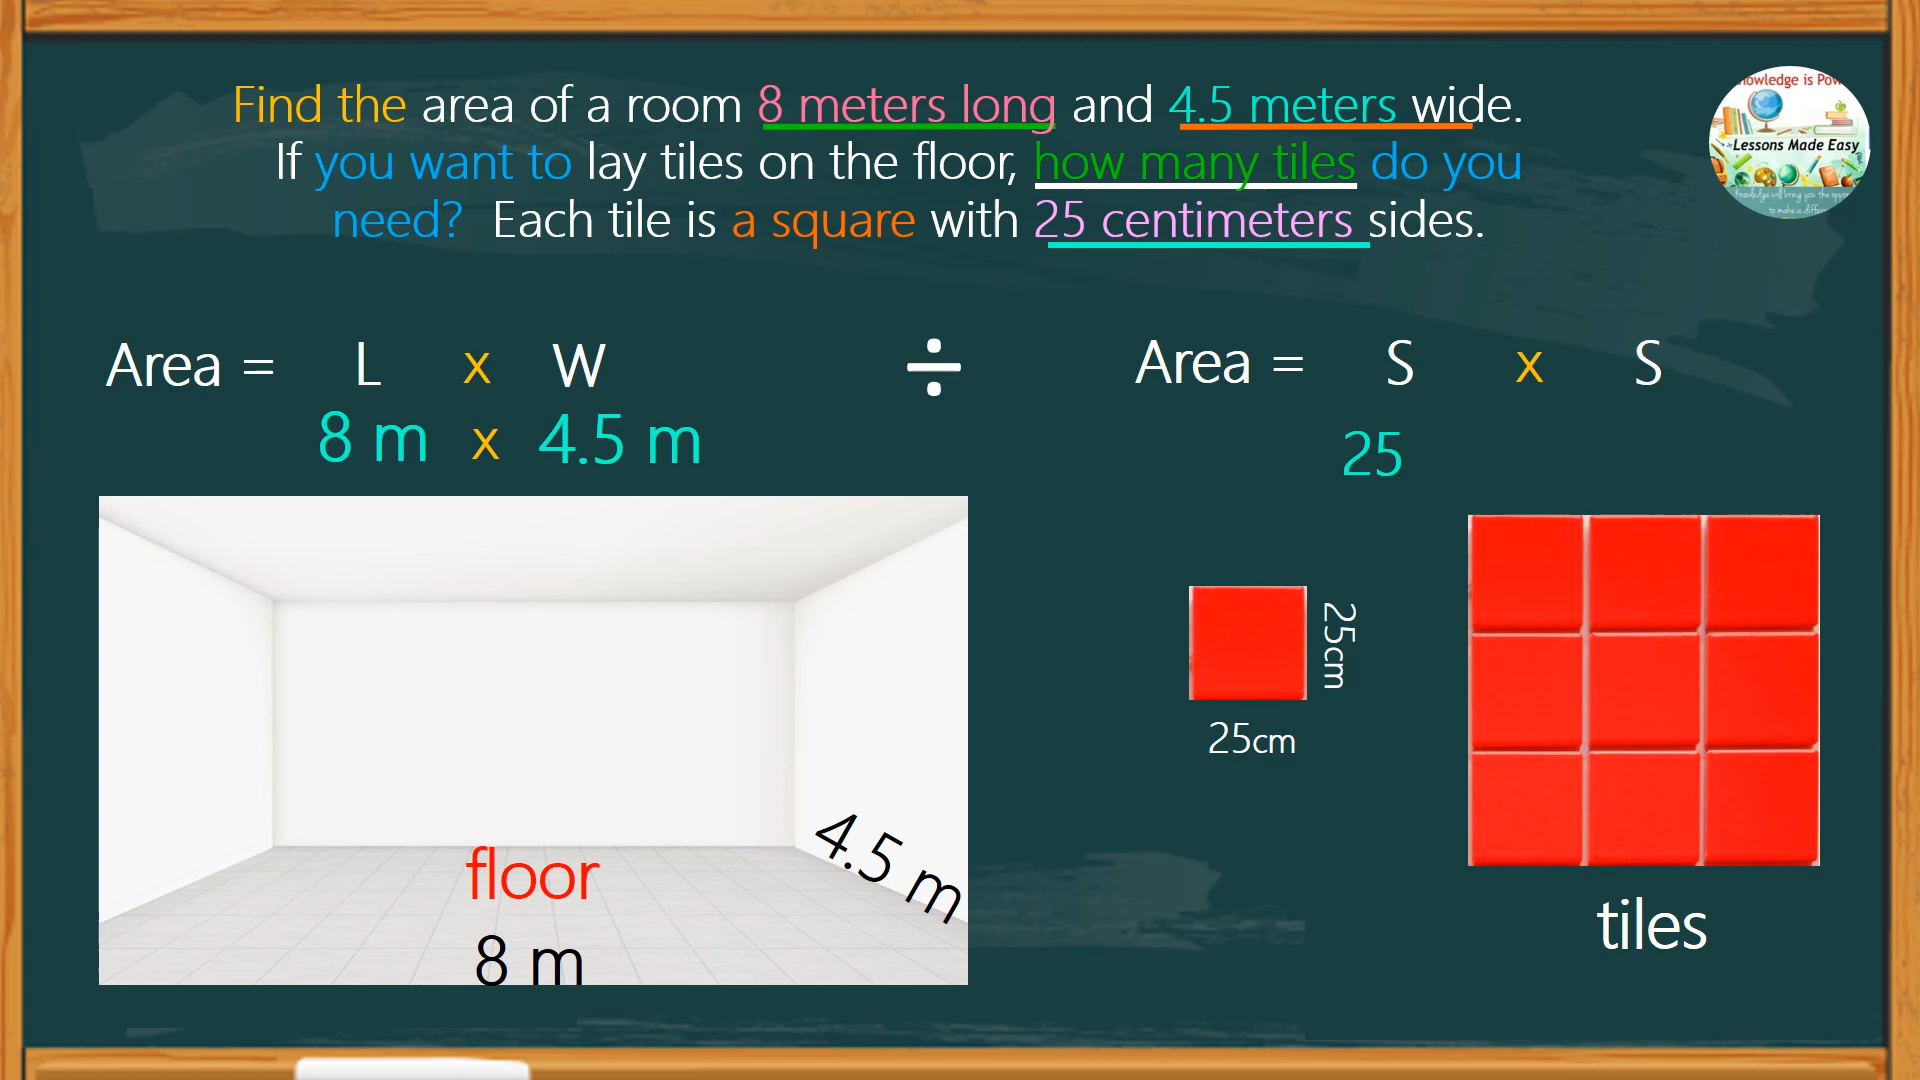 Find the area of a room 8 meters long and 4.5 meters wide.
If you want to lay tiles on the floor, how many tiles do you
need? Each tile is a square with 25 centimeters sides.
Lessons Made Easy
Area = L x W
÷
Area = S x S
8 m x 4.5 m
25
25cm
25cm
4.5 m
floor
8 m
tiles